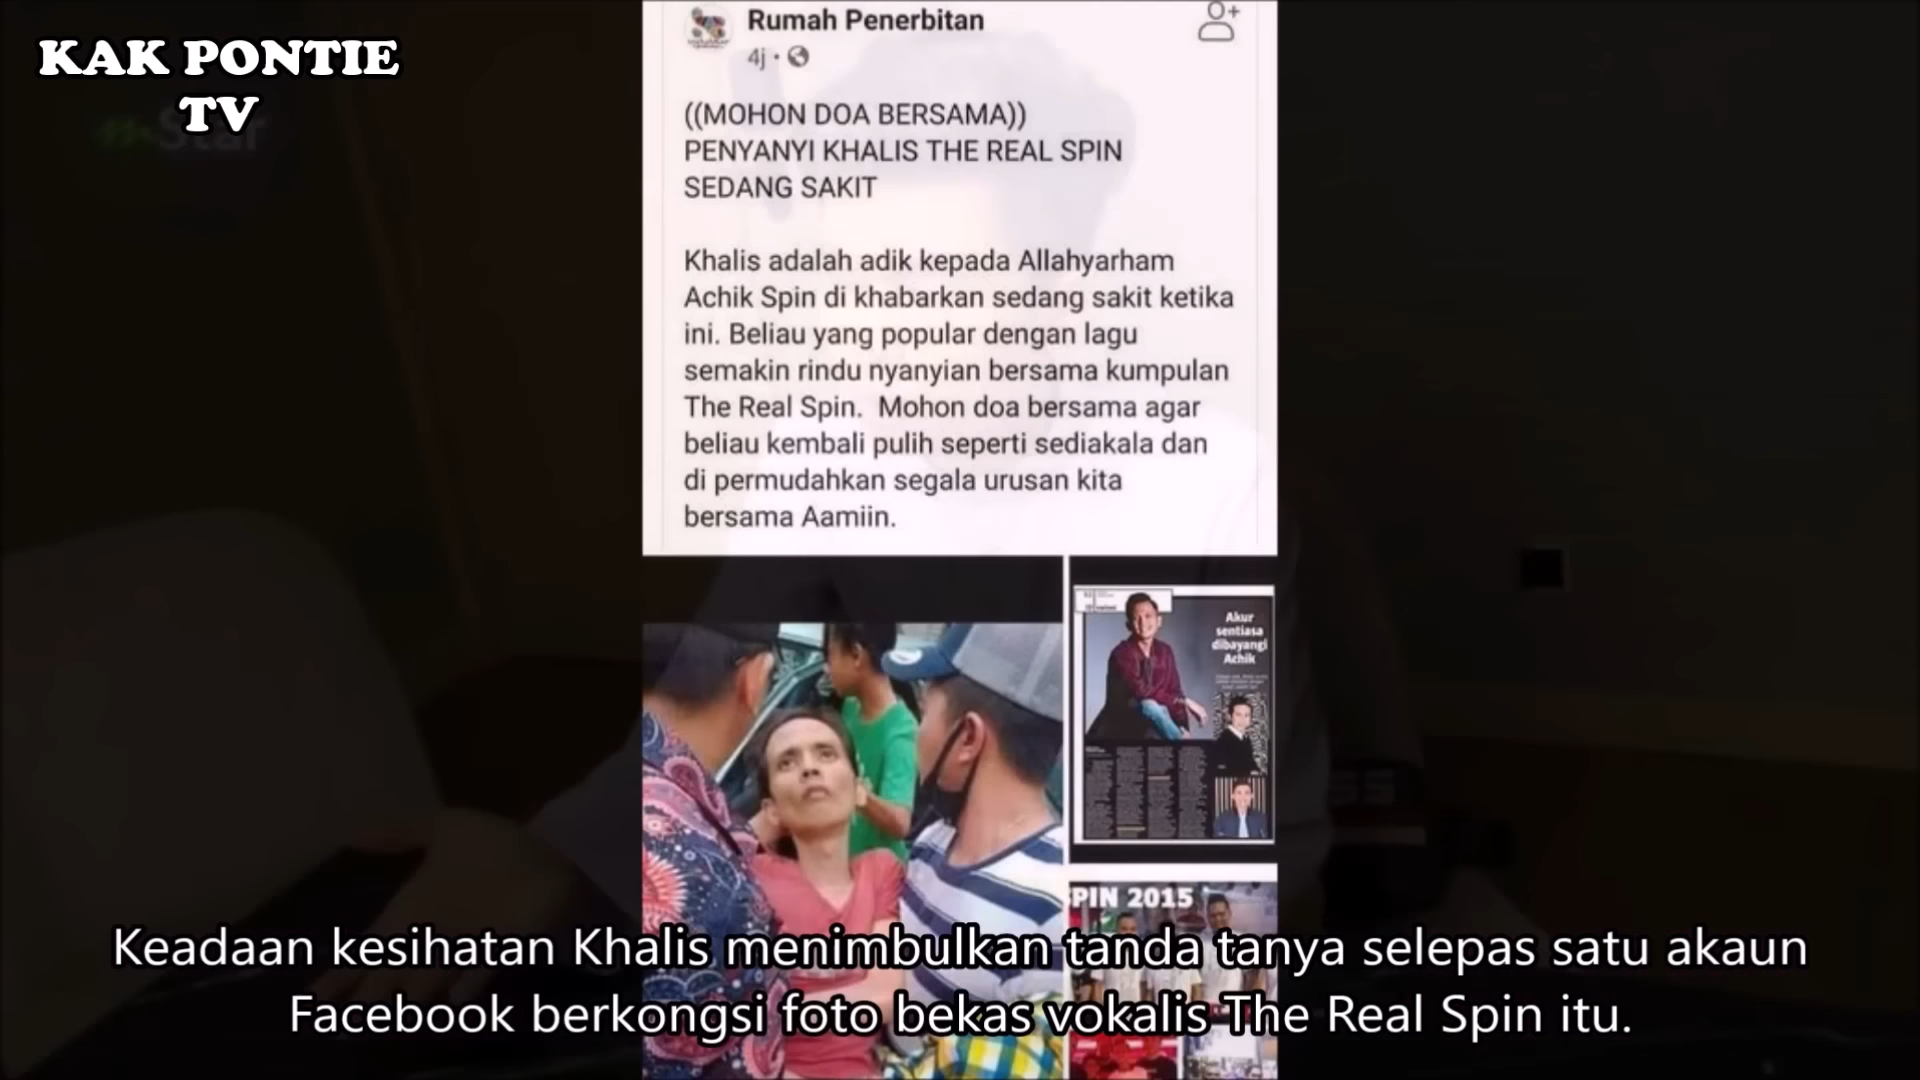 KAK PONTIE
TV
mStar
Rumah Penerbitan
4j
((MOHON DOA BERSAMA))
PENYANYI KHALIS THE REAL SPIN
SEDANG SAKIT
Khalis adalah adik kepada Allahyarham
Achik Spin di khabarkan sedang sakit ketika
ini. Beliau yang popular dengan lagu
semakin rindu nyanyian bersama kumpulan
The Real Spin. Mohon doa bersama agar
beliau kembali pulih seperti sediakala dan
di permudahkan segala urusan kita
bersama Aamiin.
Akur
sentiasa
dibayangi
Achik
SPIN 2015
Keadaan kesihatan Khalis menimbulkan tanda tanya selepas satu akaun
Facebook berkongsi foto bekas vokalis The Real Spin itu.